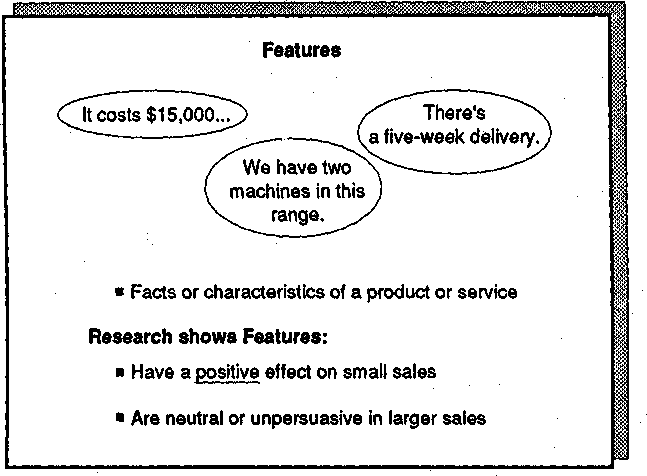 Features
It costs $15,000...
There's
a five-week delivery.
We have two
machines in this
range.
■ Facts or characteristics of a product or service
Research shows Features:
■ Have a positive effect on small sales
■ Are neutral or unpersuasive in larger sales